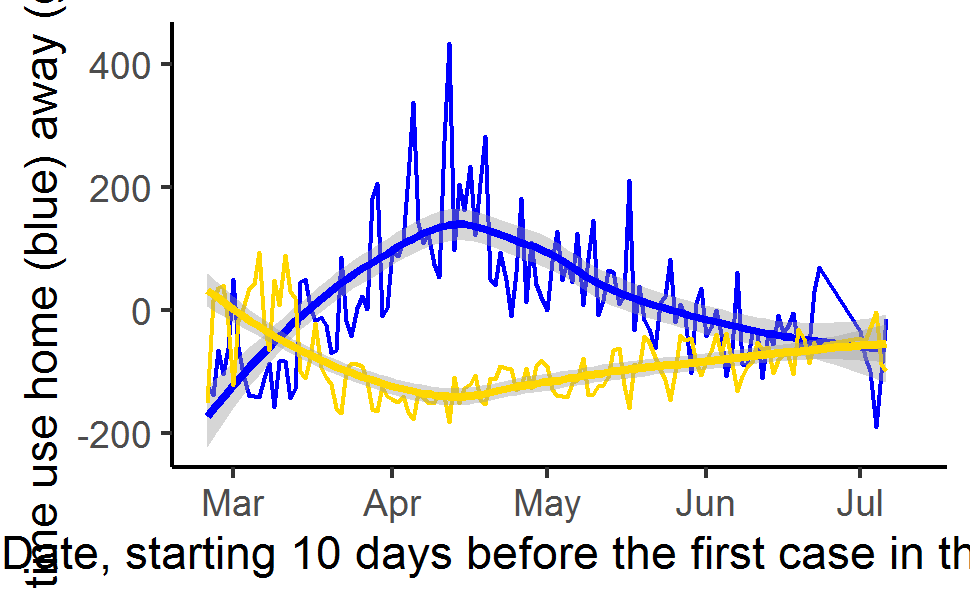 time use home (blue) away (
400
200
0
-200
Mar Apr May Jun Jul
Date, starting 10 days before the first case in th